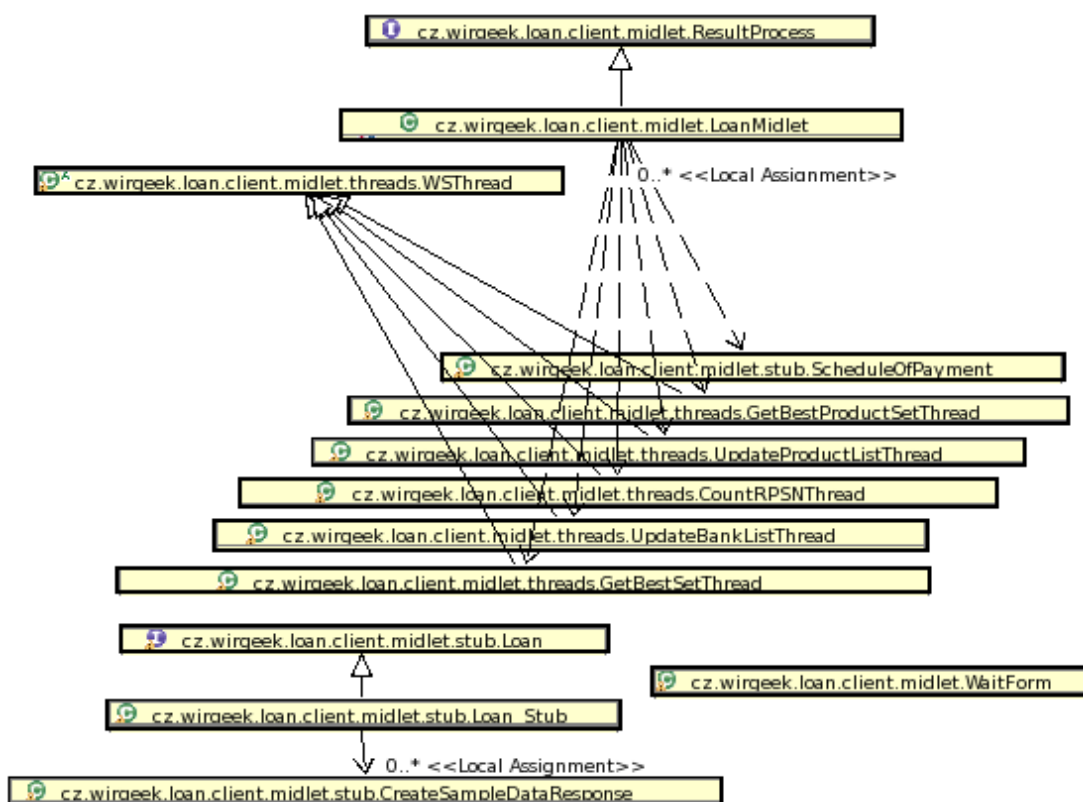 cz.wirgeek.loan.client.midlet.ResultProcess
cz.wirgeek.loan.client.midlet.LoanMidlet
cz.wirgeek.loan.client.midlet.threads.WSThread
0..* <<Local Assignment>>
cz.wirgeek.loan.client.midlet.stub.ScheduleOfPayment
cz.wirgeek.loan.client.midlet.threads.GetBestProductSetThread
cz.wirgeek.loan.client.midlet.threads.UpdateProductListThread
cz.wirgeek.loan.client.midlet.threads.CountRPSNThread
cz.wirgeek.loan.client.midlet.threads.UpdateBankListThread
cz.wirgeek.loan.client.midlet.threads.GetBestSetThread
cz.wirgeek.loan.client.midlet.stub.Loan
cz.wirgeek.loan.client.midlet.WaitForm
cz.wirgeek.loan.client.midlet.stub.Loan_Stub
0..* <<Local Assignment>>
cz.wirgeek.loan.client.midlet.stub.CreateSampleDataResponse